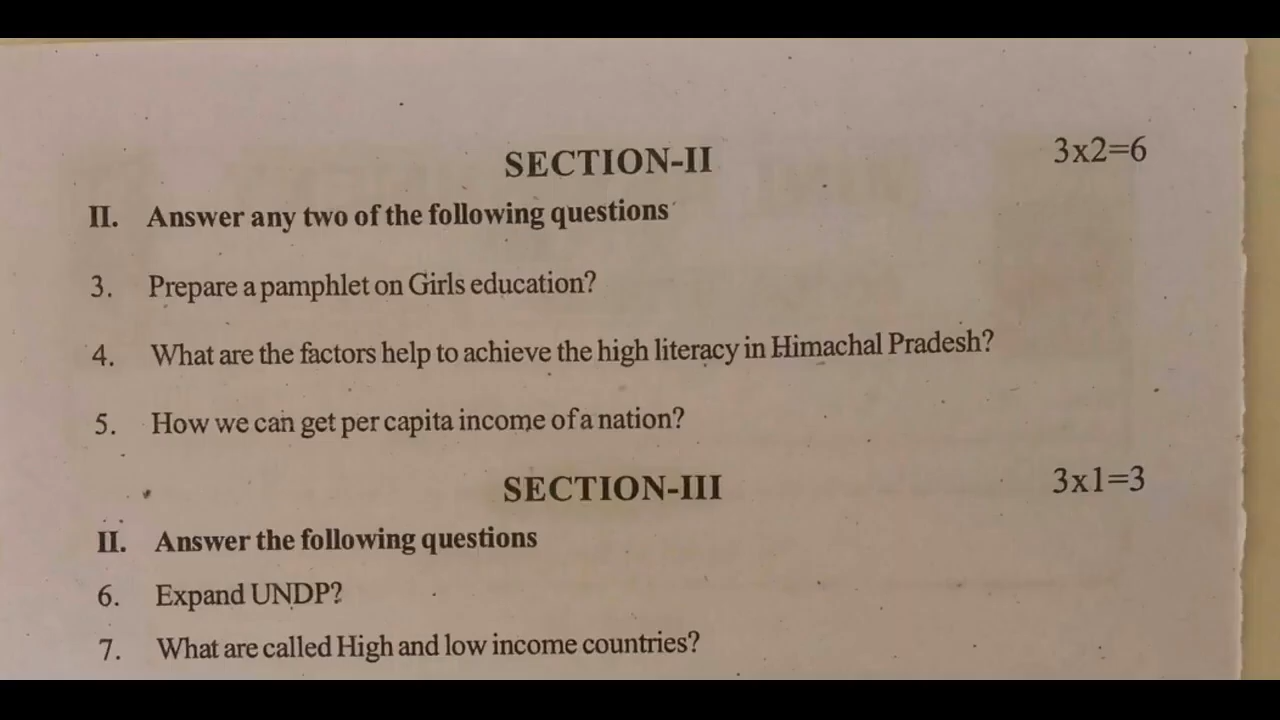 SECTION-II 3x2=6
II. Answer any two of the following questions
3. Prepare a pamphlet on Girls education?
4. What are the factors help to achieve the high literacy in Himachal Pradesh?
5. How we can get per capita income of a nation?
SECTION-III 3x1=3
II. Answer the following questions
6. Expand UNDP?
7. What are called High and low income countries?